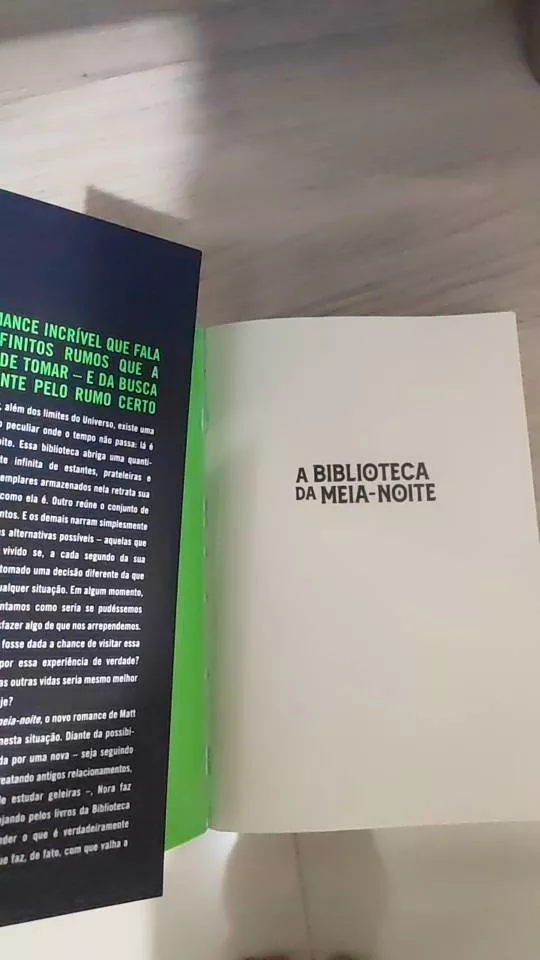 MANCE INCRÍVEL QUE FALA
FINITOS RUMOS QUE A
DE TOMAR – E DA BUSCA
NTE PELO RUMO CERTO
, além dos limites do Universo, existe uma
o peculiar onde o tempo não passa: lá é
oite. Essa biblioteca abriga uma quanti-
te infinita de estantes, prateleiras e
emplares armazenados nela retrata sua
como ela é. Outro reúne o conjunto de
ntos. E os demais narram simplesmente
s alternativas possíveis – aquelas que
vivido se, a cada segundo da sua
tomado uma decisão diferente da que
ualquer situação. Em algum momento,
ntamos como seria se pudéssemos
sfazer algo de que nos arrependemos.
fosse dada a chance de visitar essa
por essa experiência de verdade?
as outras vidas seria mesmo melhor
je?
meia-noite, o novo romance de Matt
nesta situação. Diante da possibi-
da por uma nova – seja seguindo
reatando antigos relacionamentos,
de estudar geleiras –, Nora faz
ajando pelos livros da Biblioteca
nder o que é verdadeiramente
ue faz, de fato, com que valha a
A BIBLIOTECA
DA MEIA-NOITE